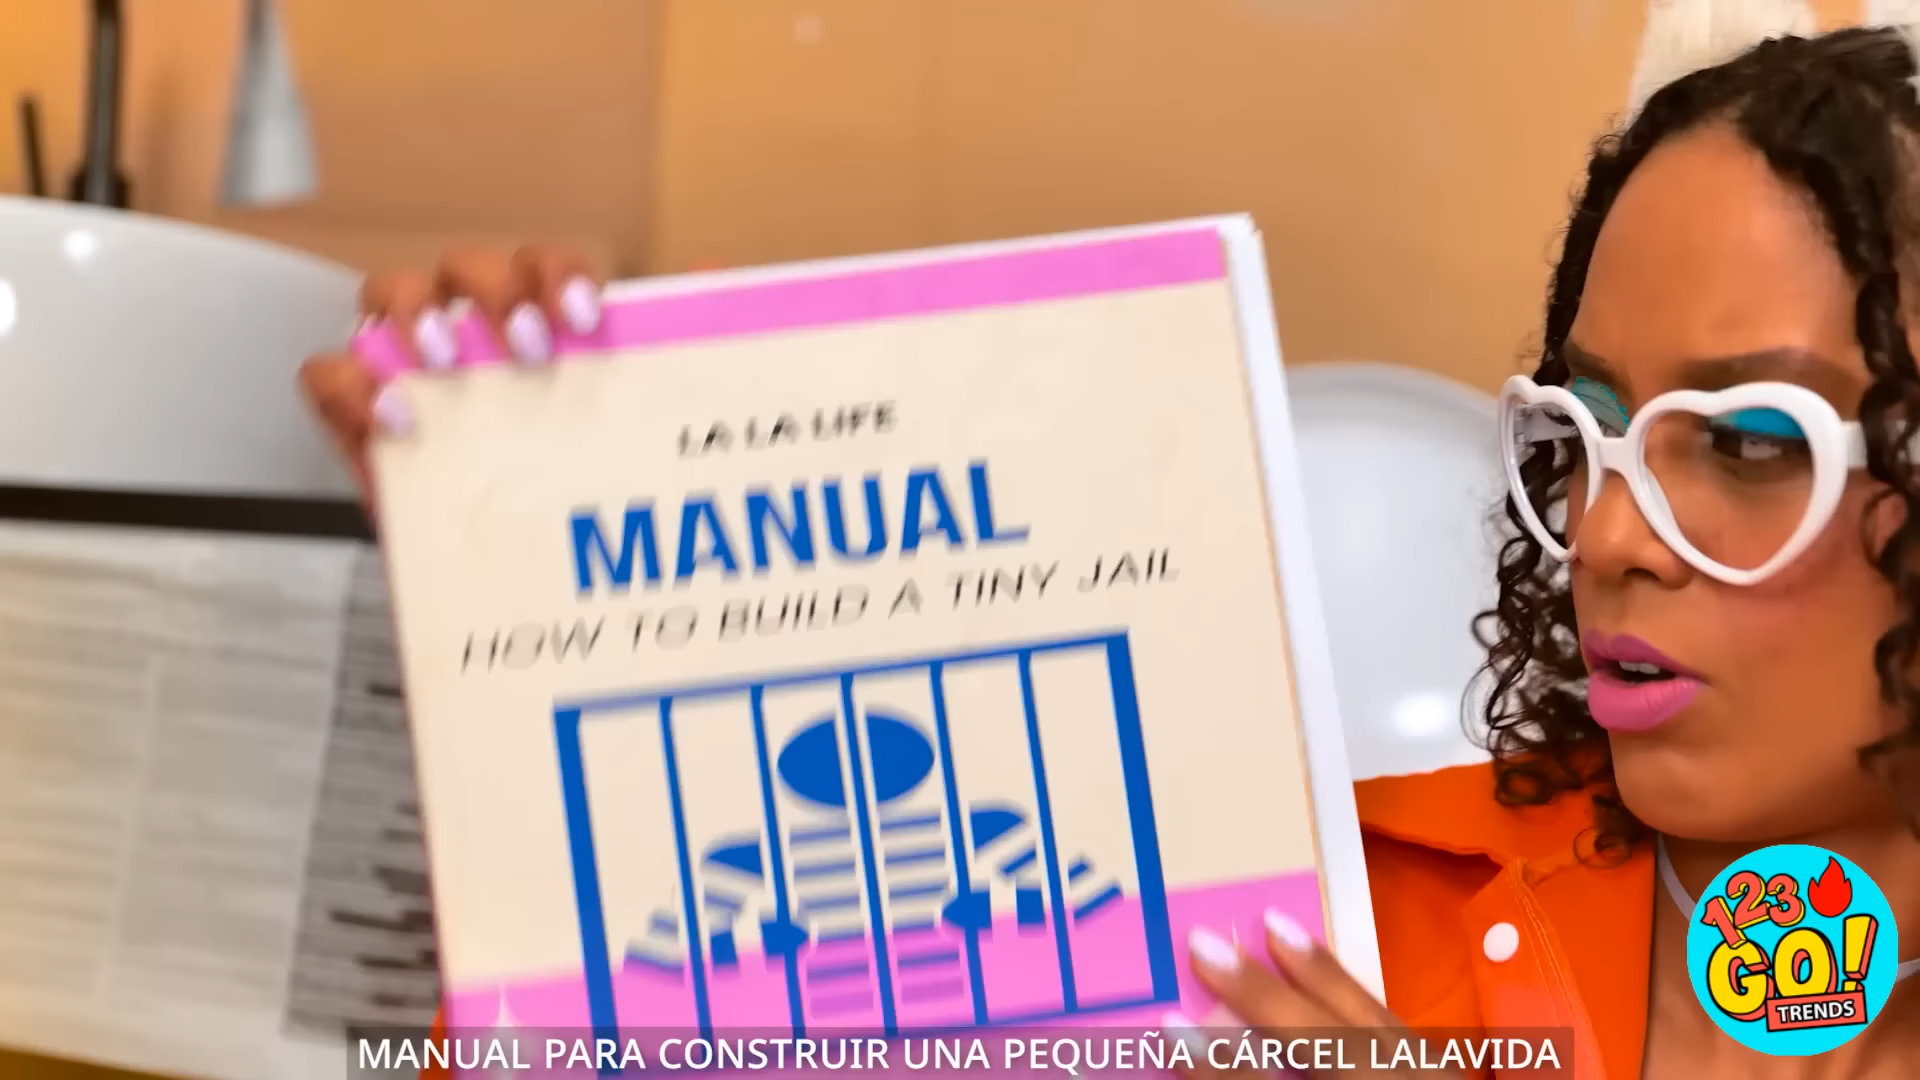 LA LA LIFE
MANUAL
HOW TO BUILD A TINY JAIL
123
GO!
TRENDS
MANUAL PARA CONSTRUIR UNA PEQUEÑA CÁRCEL LALAVIDA